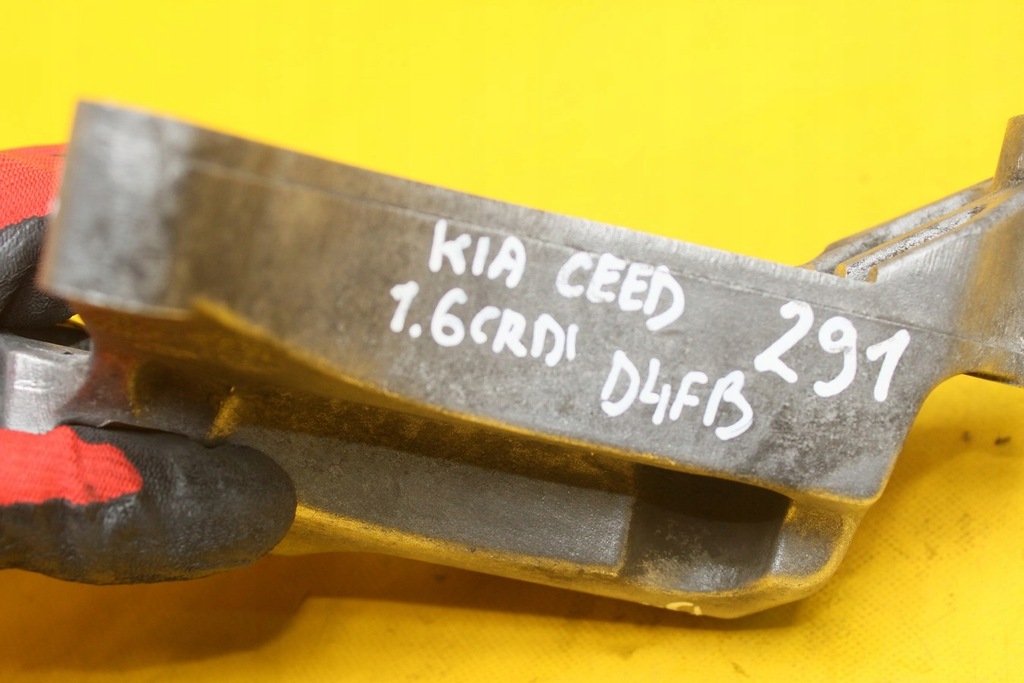 KIA CEED
1.6CRDI D4FB 291